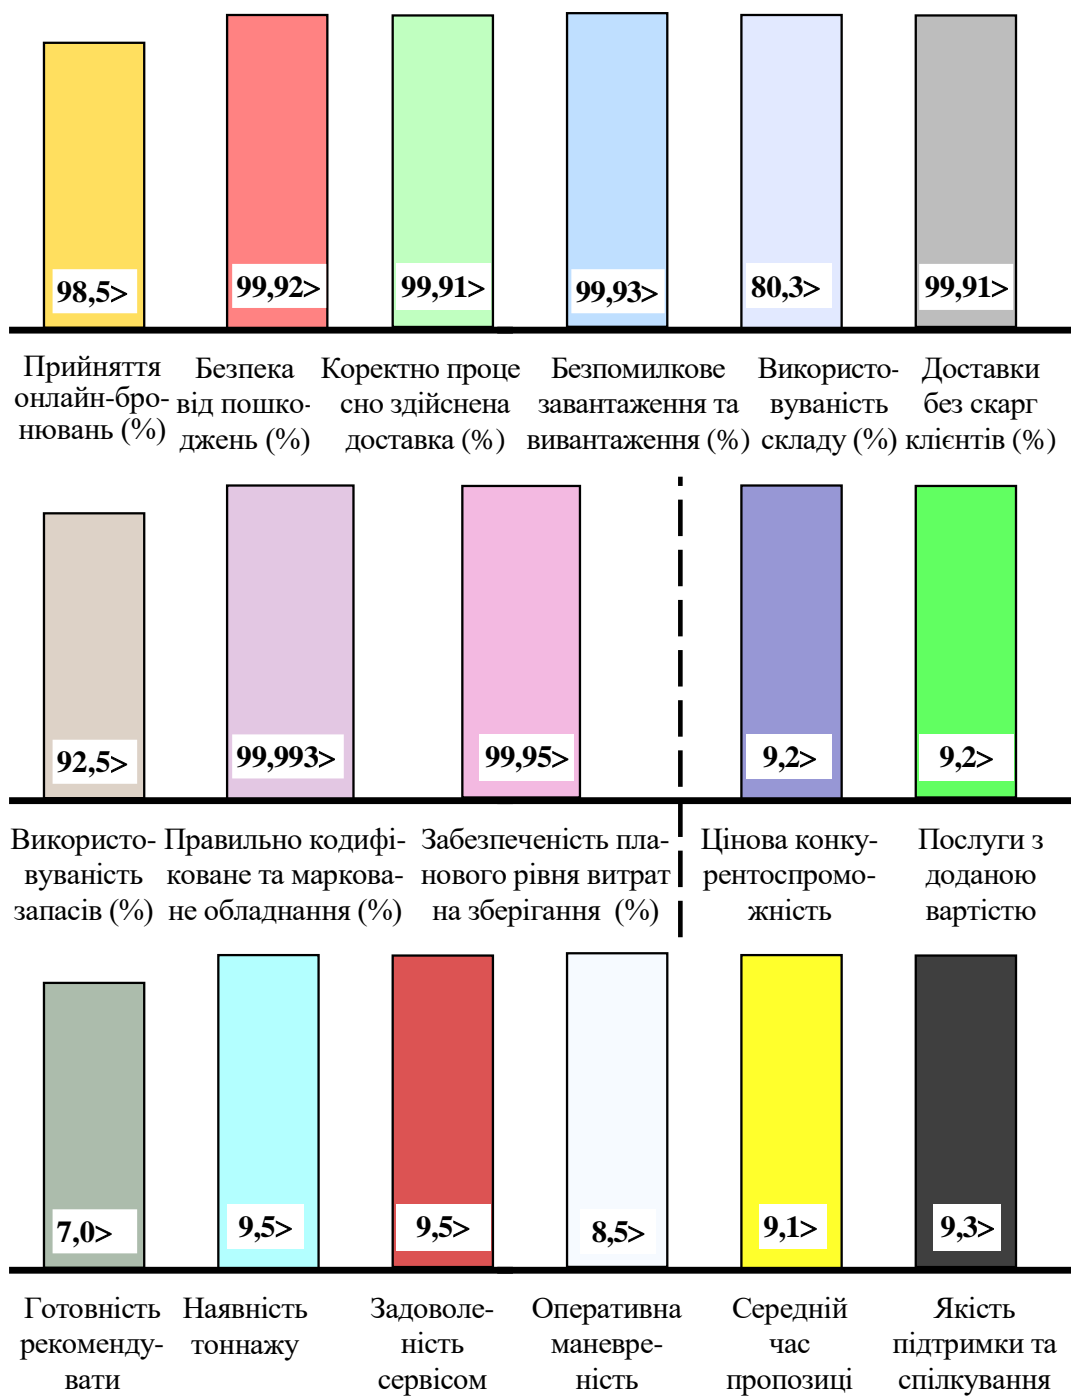 98,5>
99,92>
99,91>
99,93>
80,3>
99,91>
Прийняття
онлайн-бро-
нювань (%)
Безпека
від пошко-
джень (%)
Коректно проце
сно здійснена
доставка (%)
Безпомилкове
завантаження та
вивантаження (%)
Використо-
вуваність
складу (%)
Доставки
без скарг
клієнтів (%)
92,5>
99,993>
99,95>
9,2>
9,2>
Використо-
вуваність
запасів (%)
Правильно кодифі-
коване та маркова-
не обладнання (%)
Забезпеченість пла-
нового рівня витрат
на зберігання (%)
Цінова конку-
рентоспромо-
жність
Послуги з
доданою
вартістю
7,0>
9,5>
9,5>
8,5>
9,1>
9,3>
Готовність
рекоменду-
вати
Наявність
тоннажу
Задоволе-
ність
сервісом
Оперативна
маневре-
ність
Середній
час
пропозиці
Якість
підтримки та
спілкування